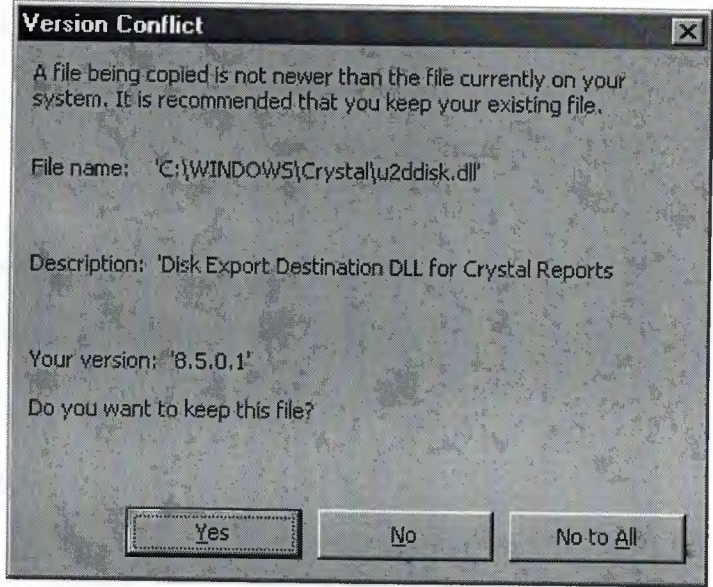 Version Conflict
A file being copied is not newer than the file currently on your
system. It is recommended that you keep your existing file.
File name: 'C:\WINDOWS\Crystal\u2ddisk.dll'
Description: 'Disk Export Destination DLL for Crystal Reports
Your version: '8.5.0.1'
Do you want to keep this file?
Yes No No to All